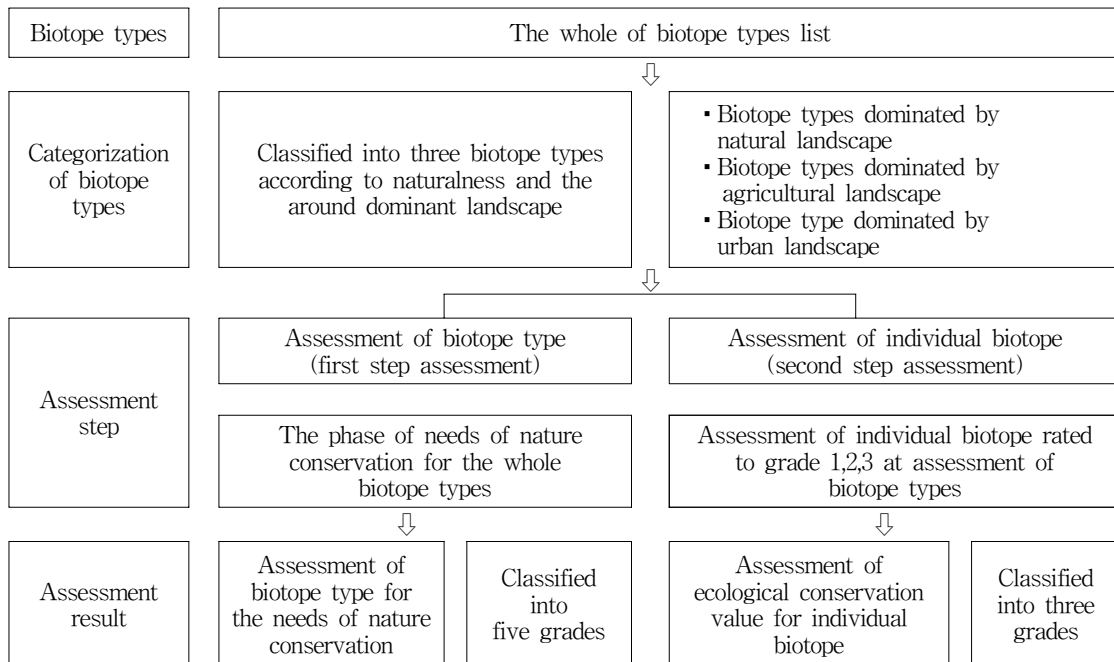 Biotope types
The whole of biotope types list
Categorization
of biotope
types
Classified into three biotope types
according to naturalness and the
around dominant landscape
▪ Biotope types dominated by
natural landscape
▪ Biotope types dominated by
agricultural landscape
▪ Biotope type dominated by
urban landscape
Assessment
step
Assessment of biotope type
(first step assessment)
Assessment of individual biotope
(second step assessment)
The phase of needs of nature
conservation for the whole
biotope types
Assessment of individual biotope rated
to grade 1,2,3 at assessment of
biotope types
Assessment
result
Assessment of
biotope type for
the needs of nature
conservation
Classified
into
five grades
Assessment of
ecological conservation
value for individual
biotope
Classified
into three
grades